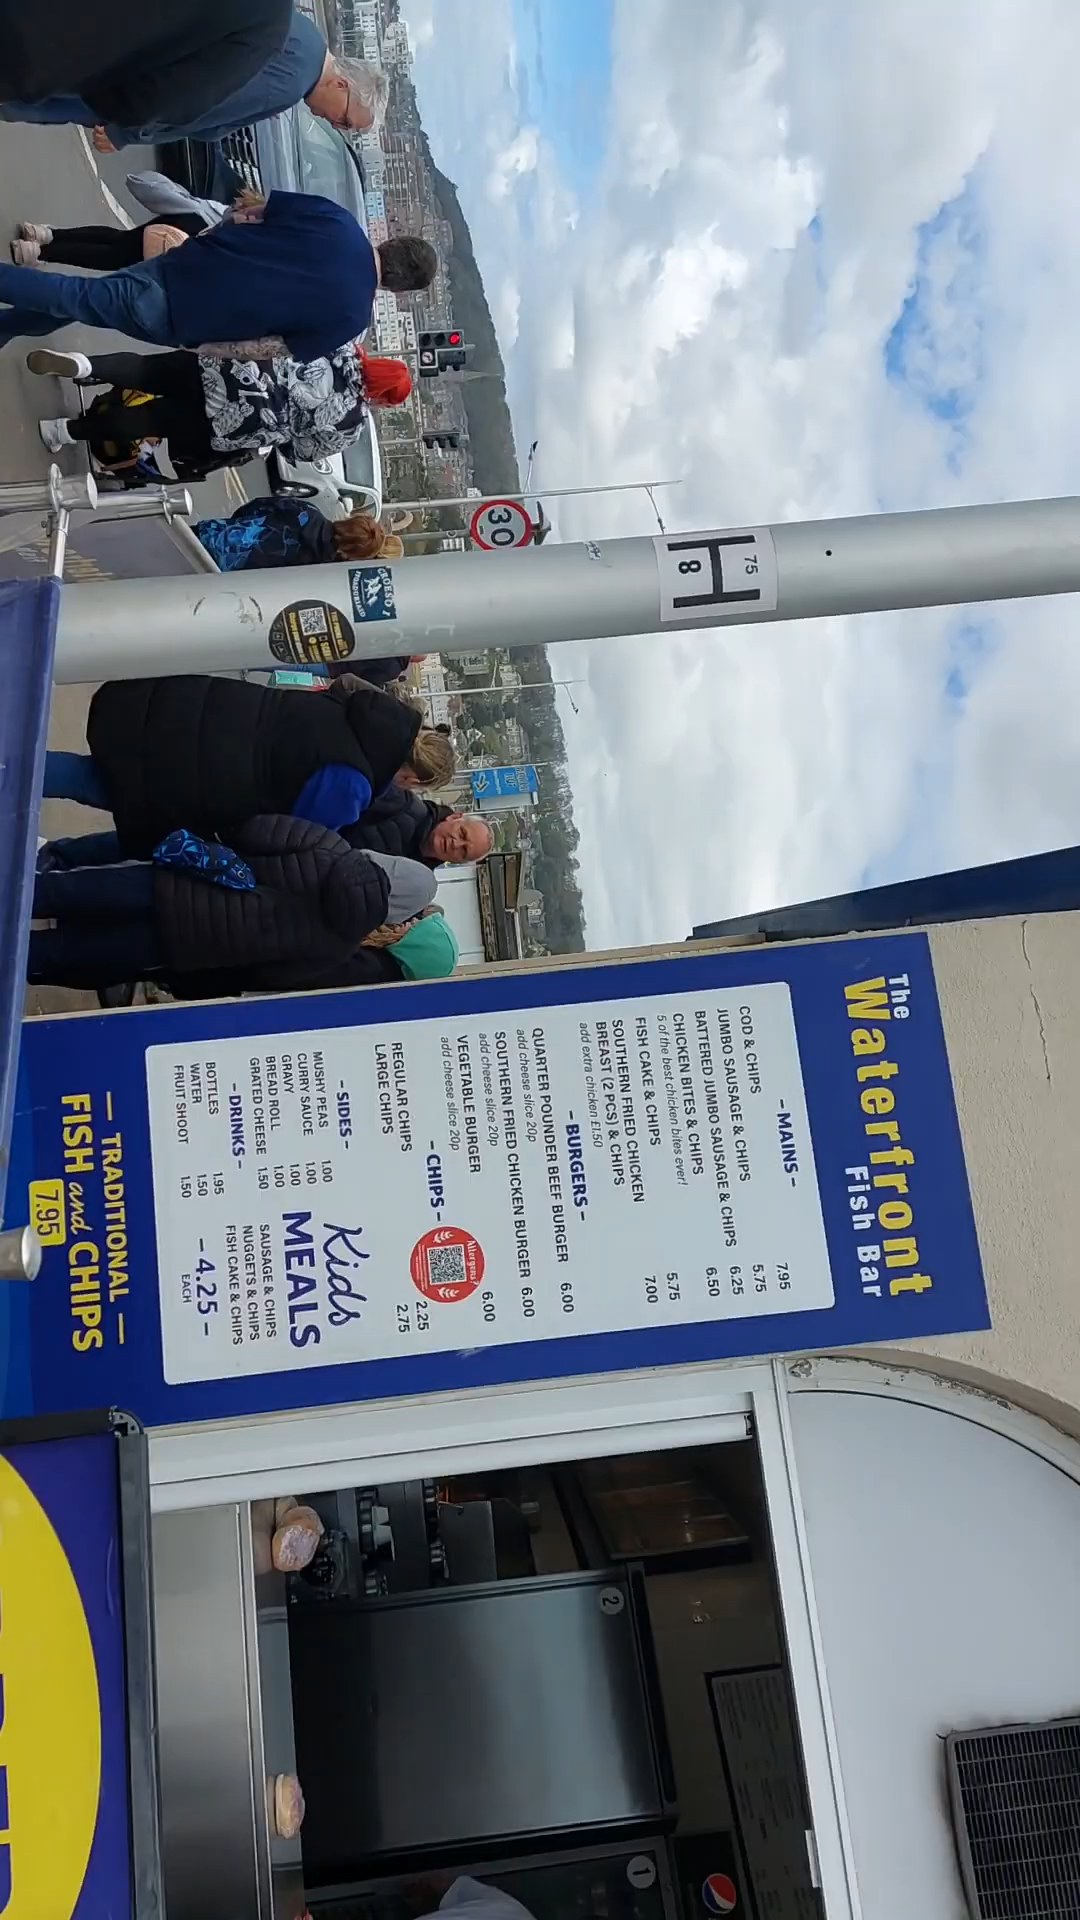 The
Waterfront
Fish Bar
– MAINS –
COD & CHIPS 7.95
JUMBO SAUSAGE & CHIPS 5.75
BATTERED JUMBO SAUSAGE & CHIPS 6.25
CHICKEN BITES & CHIPS 6.50
5 of the best chicken bites ever!
FISH CAKE & CHIPS 5.75
SOUTHERN FRIED CHICKEN
BREAST (2 PCS) & CHIPS 7.00
add extra chicken £1.50
– BURGERS –
QUARTER POUNDER BEEF BURGER 6.00
add cheese slice 20p
SOUTHERN FRIED CHICKEN BURGER 6.00
add cheese slice 20p
VEGETABLE BURGER 6.00
add cheese slice 20p
– CHIPS –
REGULAR CHIPS 2.25
LARGE CHIPS 2.75
Allergens?
– SIDES –
MUSHY PEAS 1.00
CURRY SAUCE 1.00
GRAVY 1.00
BREAD ROLL 1.00
GRATED CHEESE 1.50
– DRINKS –
BOTTLES 1.95
WATER 1.50
FRUIT SHOOT 1.50
Kids
MEALS
SAUSAGE & CHIPS
NUGGETS & CHIPS
FISH CAKE & CHIPS
– 4.25 –
EACH
— TRADITIONAL —
FISH and CHIPS
7.95
H
75
8
30
CROESO I
2
1